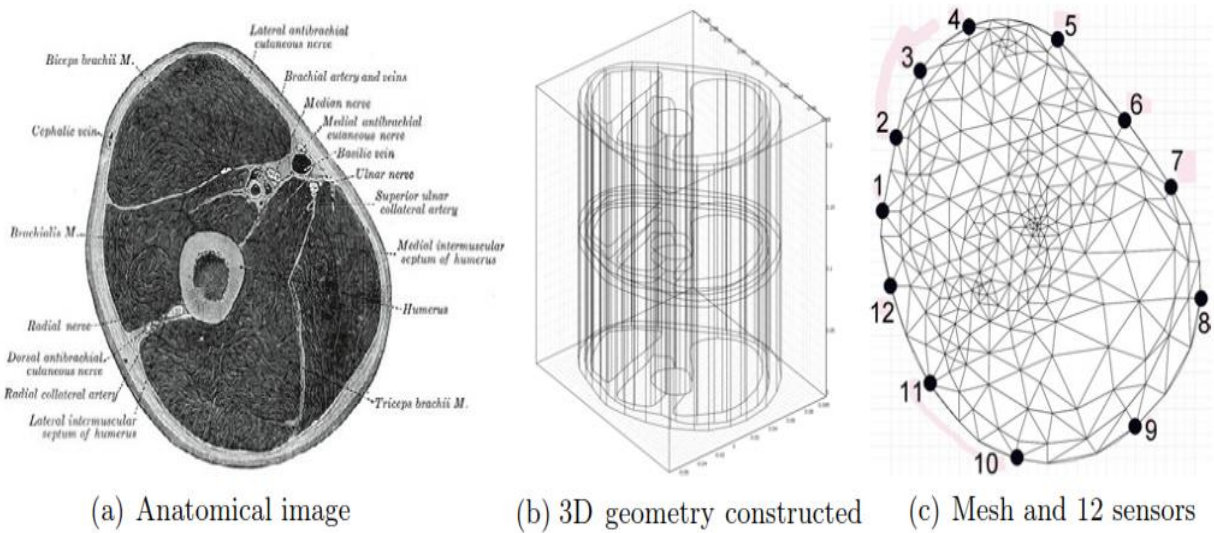 Lateral antibrachial
cutaneous nerve
Biceps brachii M.
Brachial artery and veins
Median nerve
Medial antibrachial
cutaneous nerve
Cephalic vein
Basilic vein
Ulnar nerve
Superior ulnar
collateral artery
Brachialis M.
Medial intermuscular
septum of humerus
Humerus
Radial nerve
Dorsal antibrachial
cutaneous nerve
Radial collateral artery
Lateral intermuscular
septum of humerus
Triceps brachii M.
4
5
3
6
2
7
1
12
8
11
9
10
(a) Anatomical image
(b) 3D geometry constructed
(c) Mesh and 12 sensors